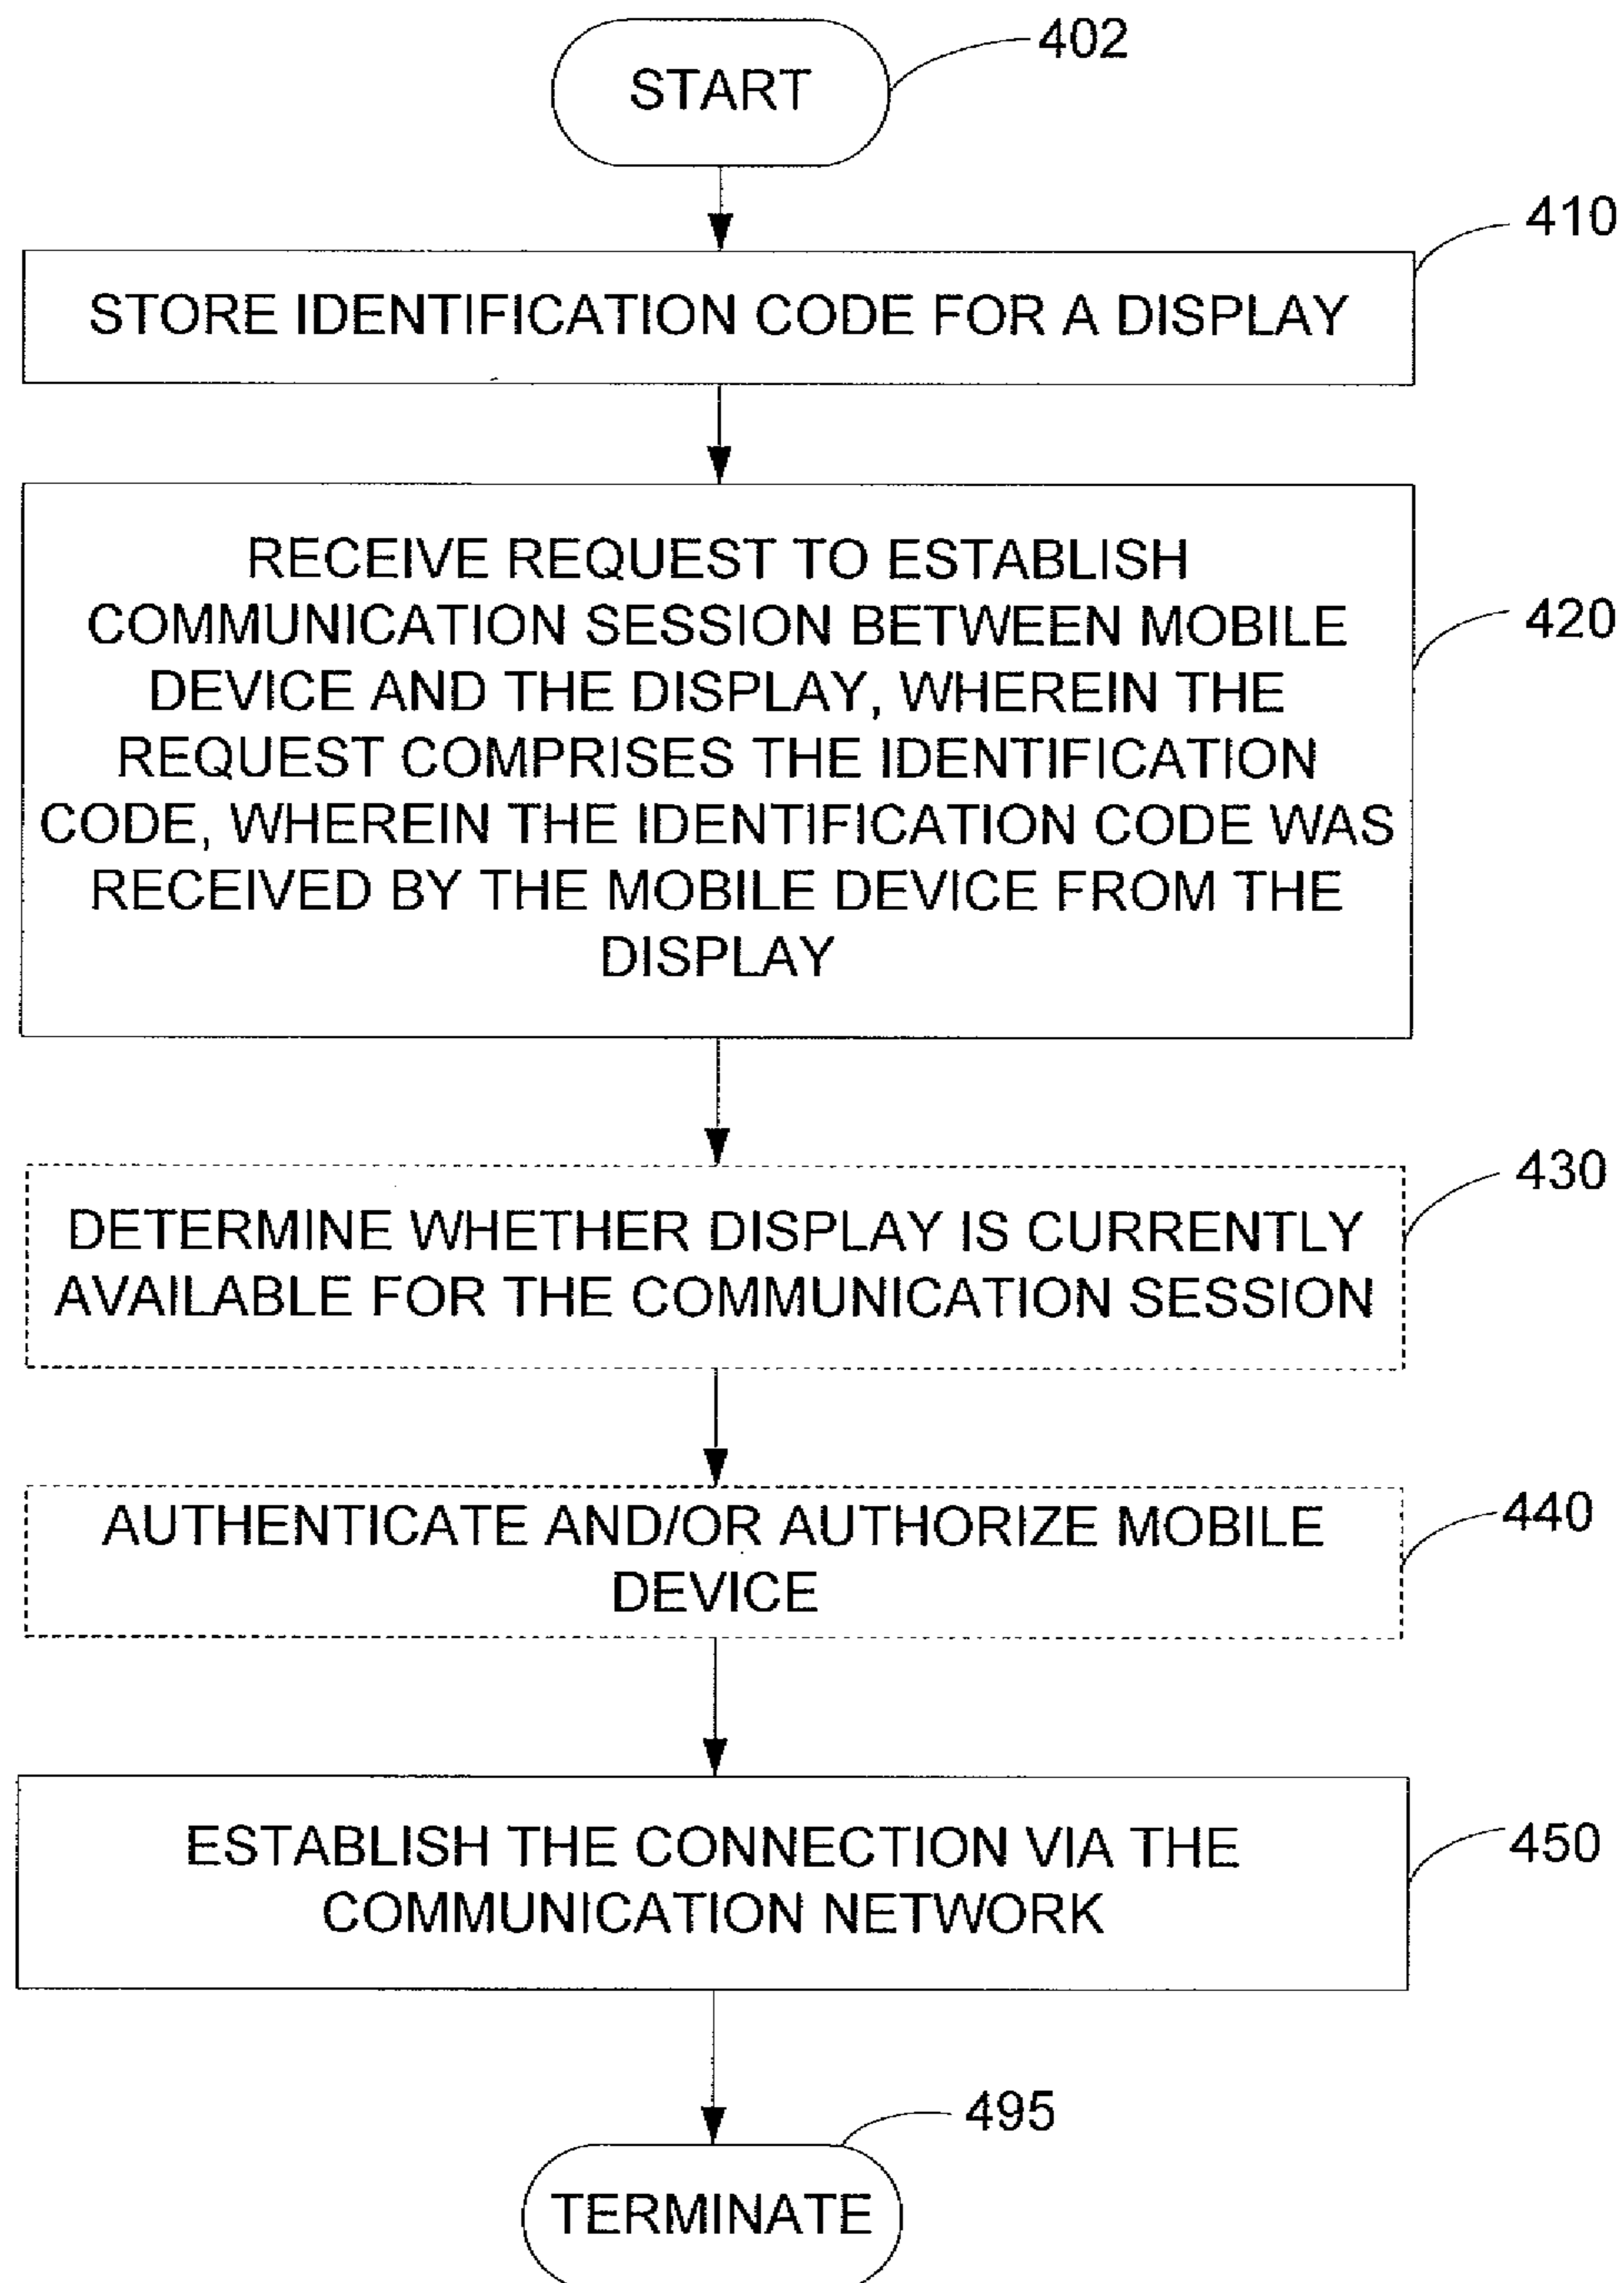 START
402
410
STORE IDENTIFICATION CODE FOR A DISPLAY
RECEIVE REQUEST TO ESTABLISH
COMMUNICATION SESSION BETWEEN MOBILE
DEVICE AND THE DISPLAY, WHEREIN THE
REQUEST COMPRISES THE IDENTIFICATION
CODE, WHEREIN THE IDENTIFICATION CODE WAS
RECEIVED BY THE MOBILE DEVICE FROM THE
DISPLAY
420
430
DETERMINE WHETHER DISPLAY IS CURRENTLY
AVAILABLE FOR THE COMMUNICATION SESSION
440
AUTHENTICATE AND/OR AUTHORIZE MOBILE
DEVICE
450
ESTABLISH THE CONNECTION VIA THE
COMMUNICATION NETWORK
495
TERMINATE